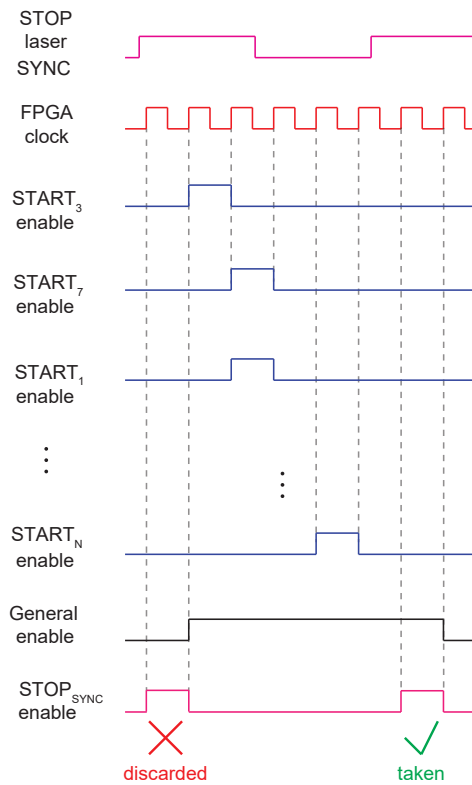 STOP
laser
SYNC
FPGA
clock
START3
enable
START7
enable
START1
enable
STARTN
enable
General
enable
STOPSYNC
enable
discarded
taken